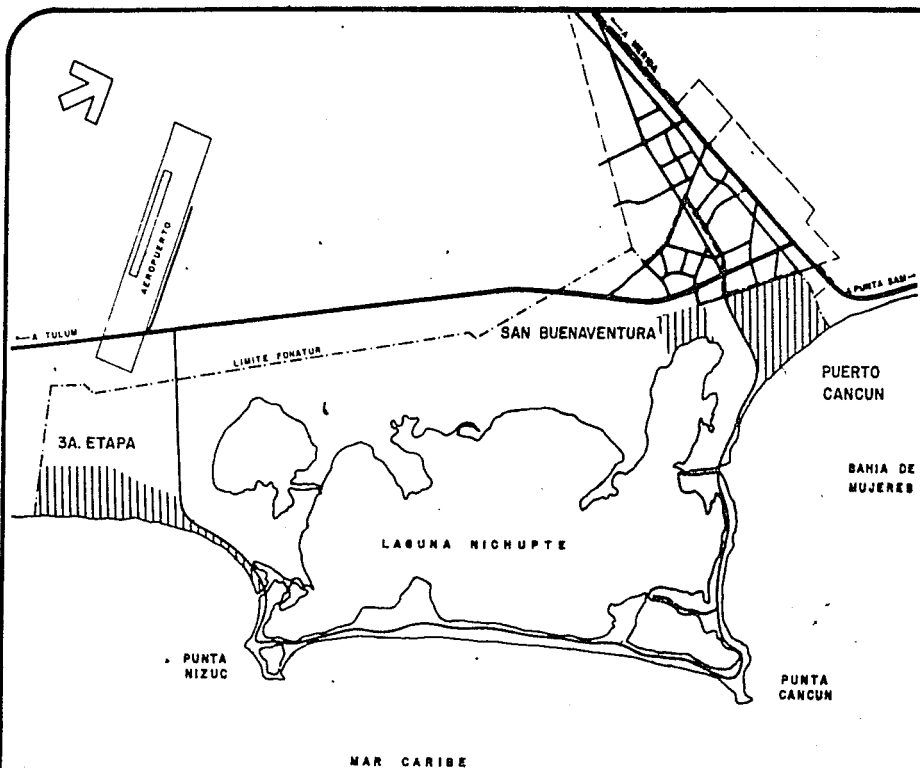 A MERIDA
AEROPUERTO
A PUNTA SAM
A TULUM
SAN BUENAVENTURA
LIMITE FONATUR
PUERTO
CANCUN
3A. ETAPA
BAHIA DE
MUJERES
LAGUNA NICHUPTE
PUNTA
NIZUC
PUNTA
CANCUN
MAR CARIBE